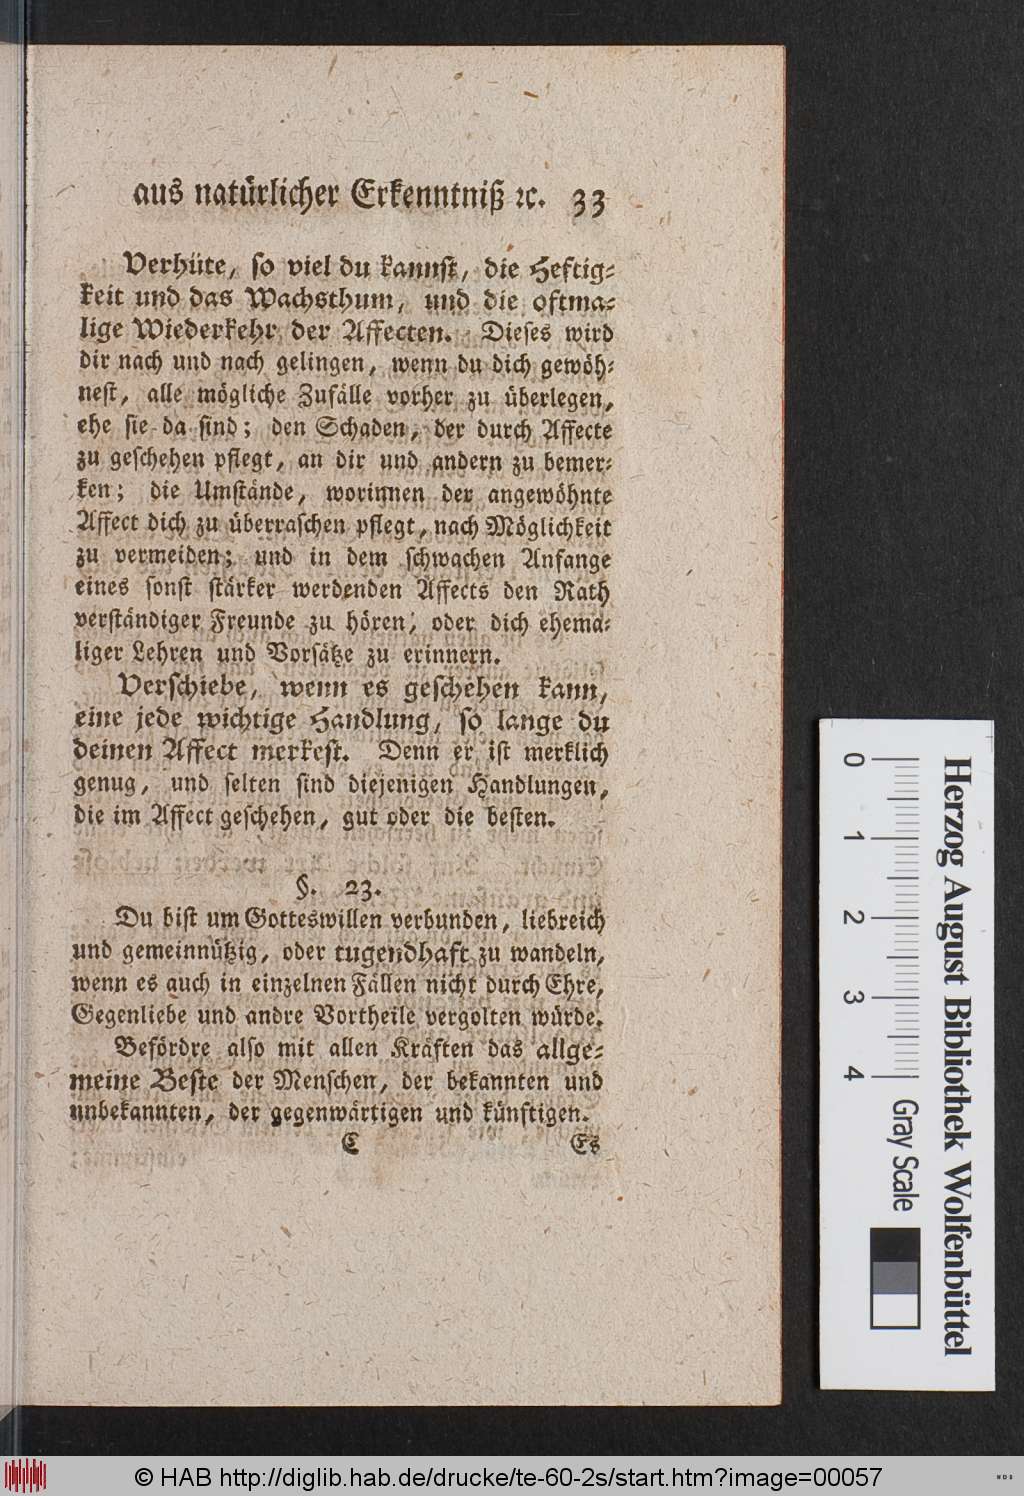 aus natürlicher Erkenntniß ꝛc. 33
Verhüte, so viel du kannst, die Heftig⸗
keit und das Wachsthum, und die oftma⸗
lige Wiederkehr der Affecten. Dieses wird
dir nach und nach gelingen, wenn du dich gewöh⸗
nest, alle mögliche Zufälle vorher zu überlegen,
ehe sie da sind; den Schaden, der durch Affecte
zu geschehen pflegt, an dir und andern zu bemer⸗
ken; die Umstände, worinnen der angewöhnte
Affect dich zu überraschen pflegt, nach Möglichkeit
zu vermeiden; und in dem schwachen Anfange
eines sonst stärker werdenden Affects den Rath
verständiger Freunde zu hören, oder dich ehema⸗
liger Lehren und Vorsätze zu erinnern.
Verschiebe, wenn es geschehen kann,
eine jede wichtige Handlung, so lange du
deinen Affect merkest. Denn er ist merklich
genug, und selten sind diejenigen Handlungen,
die im Affect geschehen, gut oder die besten.
§. 23.
Du bist um Gotteswillen verbunden, liebreich
und gemeinnützig, oder tugendhaft zu wandeln,
wenn es auch in einzelnen Fällen nicht durch Ehre,
Gegenliebe und andre Vortheile vergolten würde.
Befördre also mit allen Kräften das allge⸗
meine Beste der Menschen, der bekannten und
unbekannten, der gegenwärtigen und künftigen.
C Es
Herzog August Bibliothek Wolfenbüttel
0 1 2 3 4 Gray Scale
© HAB http://diglib.hab.de/drucke/te-60-2s/start.htm?image=00057